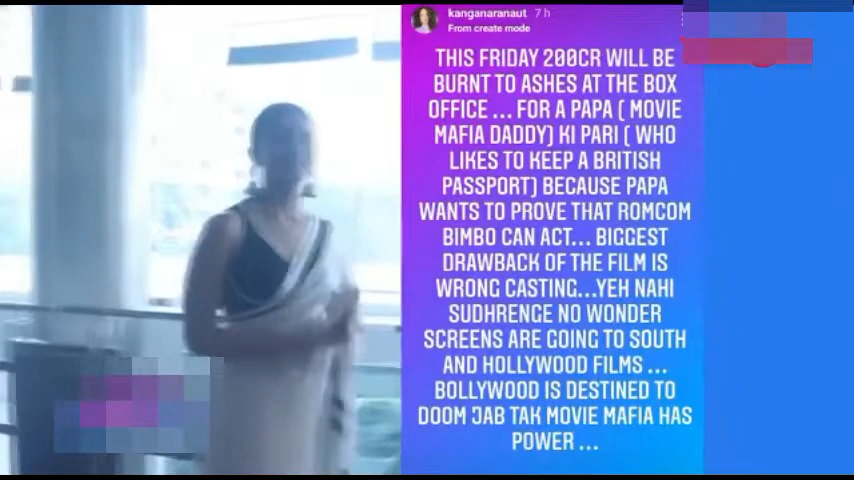 kanganaranaut 7h
From create mode
THIS FRIDAY 200CR WILL BE
BURNT TO ASHES AT THE BOX
OFFICE ... FOR A PAPA ( MOVIE
MAFIA DADDY) KI PARI ( WHO
LIKES TO KEEP A BRITISH
PASSPORT) BECAUSE PAPA
WANTS TO PROVE THAT ROMCOM
BIMBO CAN ACT... BIGGEST
DRAWBACK OF THE FILM IS
WRONG CASTING...YEH NAHI
SUDHRENGE NO WONDER
SCREENS ARE GOING TO SOUTH
AND HOLLYWOOD FILMS ...
BOLLYWOOD IS DESTINED TO
DOOM JAB TAK MOVIE MAFIA HAS
POWER ...